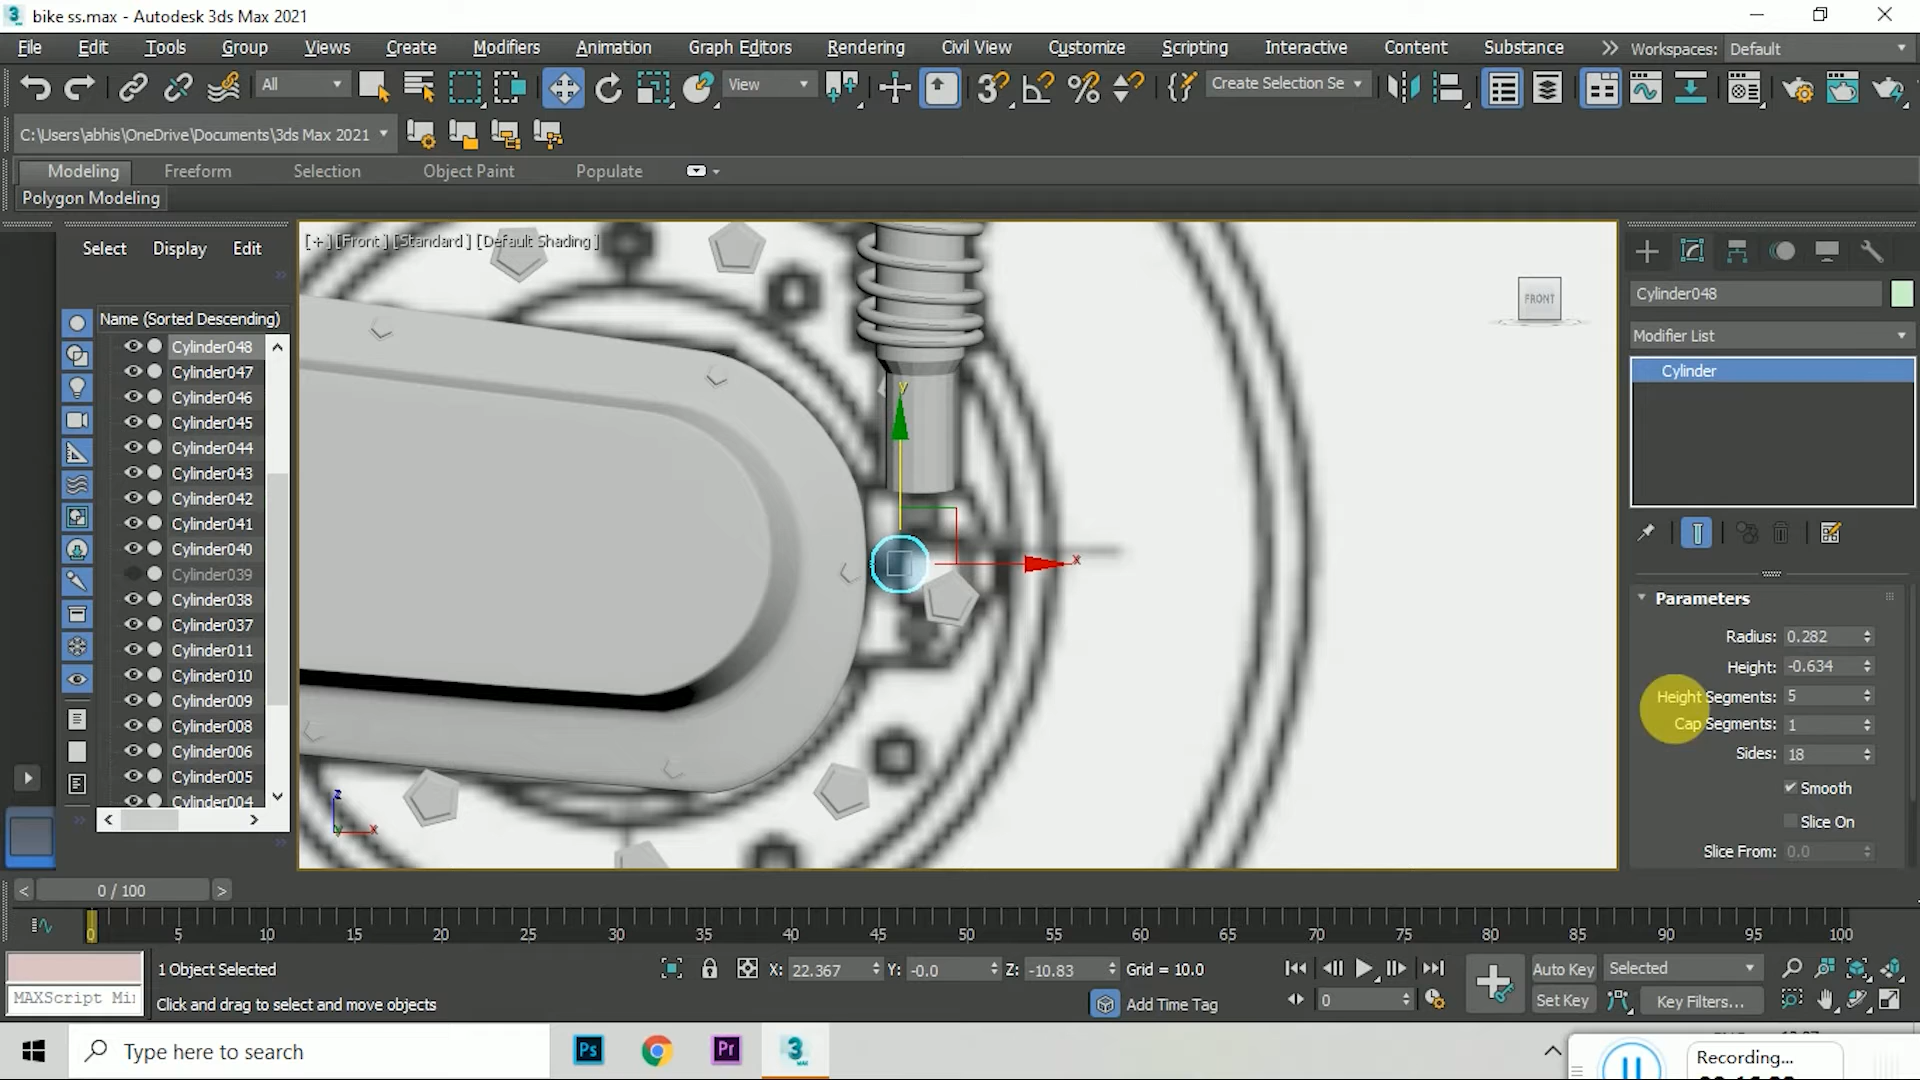 bike ss.max - Autodesk 3ds Max 2021
File Edit Tools Group Views Create Modifiers Animation Graph Editors Rendering Civil View Customize Scripting Interactive Content Substance Workspaces: Default
All View Create Selection Se
C:\Users\abhis\OneDrive\Documents\3ds Max 2021
Modeling Freeform Selection Object Paint Populate
Polygon Modeling
Select Display Edit
[+] [Front] [Standard] [Default Shading]
FRONT
Name (Sorted Descending)
Cylinder048
Cylinder047
Cylinder046
Cylinder045
Cylinder044
Cylinder043
Cylinder042
Cylinder041
Cylinder040
Cylinder039
Cylinder038
Cylinder037
Cylinder011
Cylinder010
Cylinder009
Cylinder008
Cylinder006
Cylinder005
Cylinder004
y
x
z
y x
Cylinder048
Modifier List
Cylinder
Parameters
Radius: 0.282
Height: -0.634
Height Segments: 5
Cap Segments: 1
Sides: 18
Smooth
Slice On
Slice From: 0.0
0 / 100
0 5 10 15 20 25 30 35 40 45 50 55 60 65 70 75 80 85 90 95 100
1 Object Selected X: 22.367 Y: -0.0 Z: -10.83 Grid = 10.0 Auto Key Selected
MAXScript Mi Click and drag to select and move objects Add Time Tag 0 Set Key Key Filters...
Type here to search Ps Pr 3 MAX
Recording...